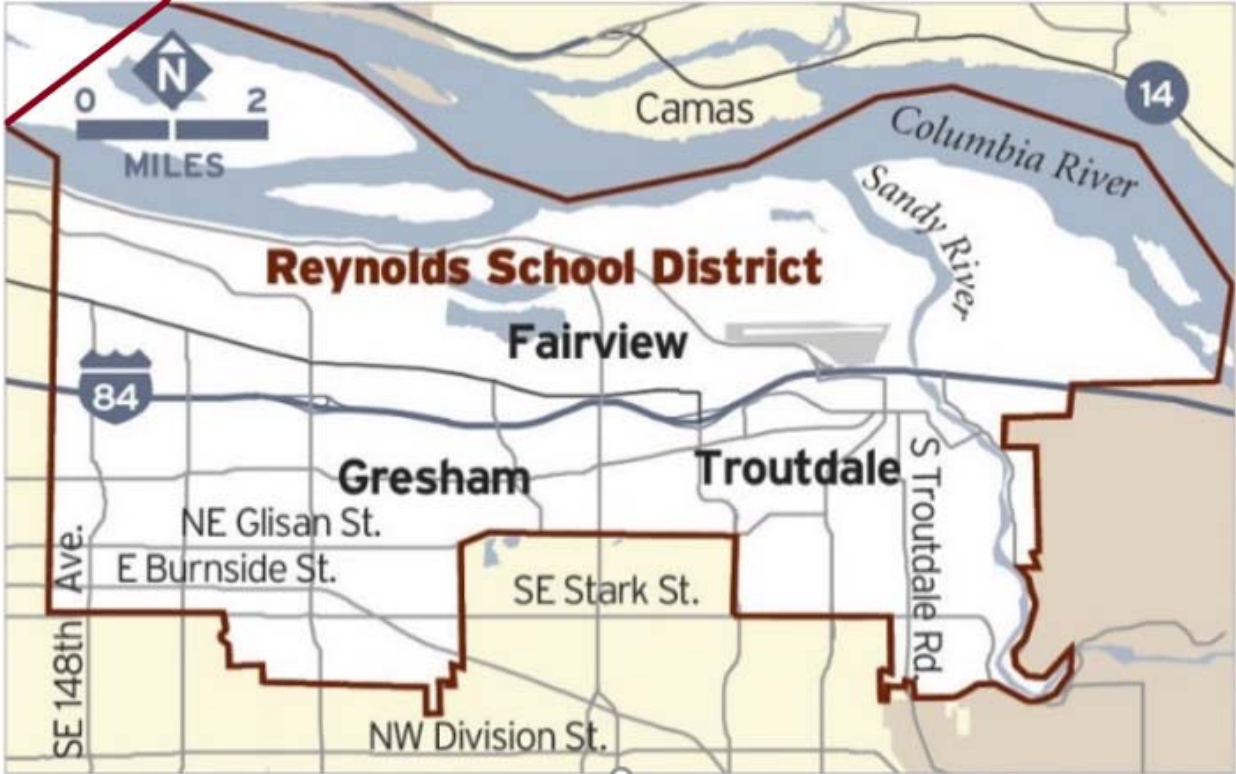 N
0 2
MILES
14
Camas
Columbia River
Sandy River
Reynolds School District
Fairview
84
Gresham
Troutdale
S Troutdale Rd.
NE Glisan St.
E Burnside St.
SE Stark St.
SE 148th Ave.
NW Division St.